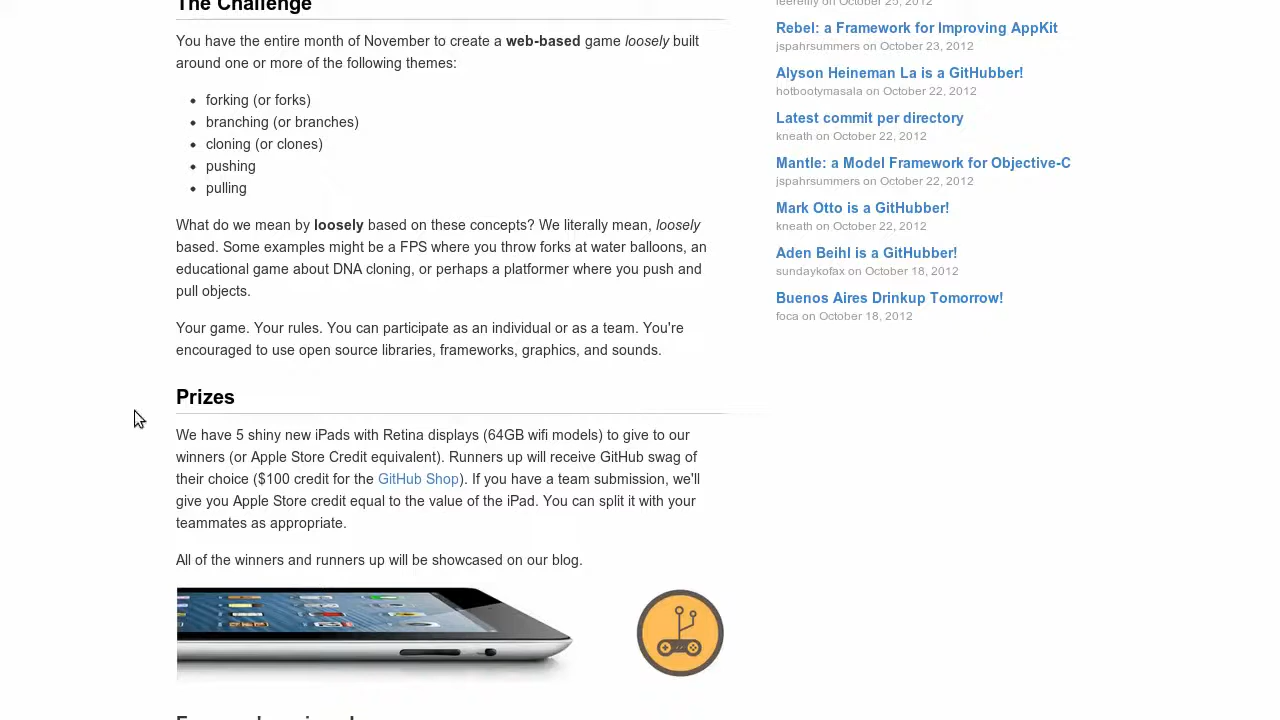 The Challenge
You have the entire month of November to create a web-based game loosely built
around one or more of the following themes:
forking (or forks)
branching (or branches)
cloning (or clones)
pushing
pulling
What do we mean by loosely based on these concepts? We literally mean, loosely
based. Some examples might be a FPS where you throw forks at water balloons, an
educational game about DNA cloning, or perhaps a platformer where you push and
pull objects.
Your game. Your rules. You can participate as an individual or as a team. You're
encouraged to use open source libraries, frameworks, graphics, and sounds.
Prizes
We have 5 shiny new iPads with Retina displays (64GB wifi models) to give to our
winners (or Apple Store Credit equivalent). Runners up will receive GitHub swag of
their choice ($100 credit for the GitHub Shop). If you have a team submission, we'll
give you Apple Store credit equal to the value of the iPad. You can split it with your
teammates as appropriate.
All of the winners and runners up will be showcased on our blog.
on October 25, 2012
Rebel: a Framework for Improving AppKit
jspahrsummers on October 23, 2012
Alyson Heineman La is a GitHubber!
hotbootymasala on October 22, 2012
Latest commit per directory
kneath on October 22, 2012
Mantle: a Model Framework for Objective-C
jspahrsummers on October 22, 2012
Mark Otto is a GitHubber!
kneath on October 22, 2012
Aden Beihl is a GitHubber!
sundaykofax on October 18, 2012
Buenos Aires Drinkup Tomorrow!
foca on October 18, 2012